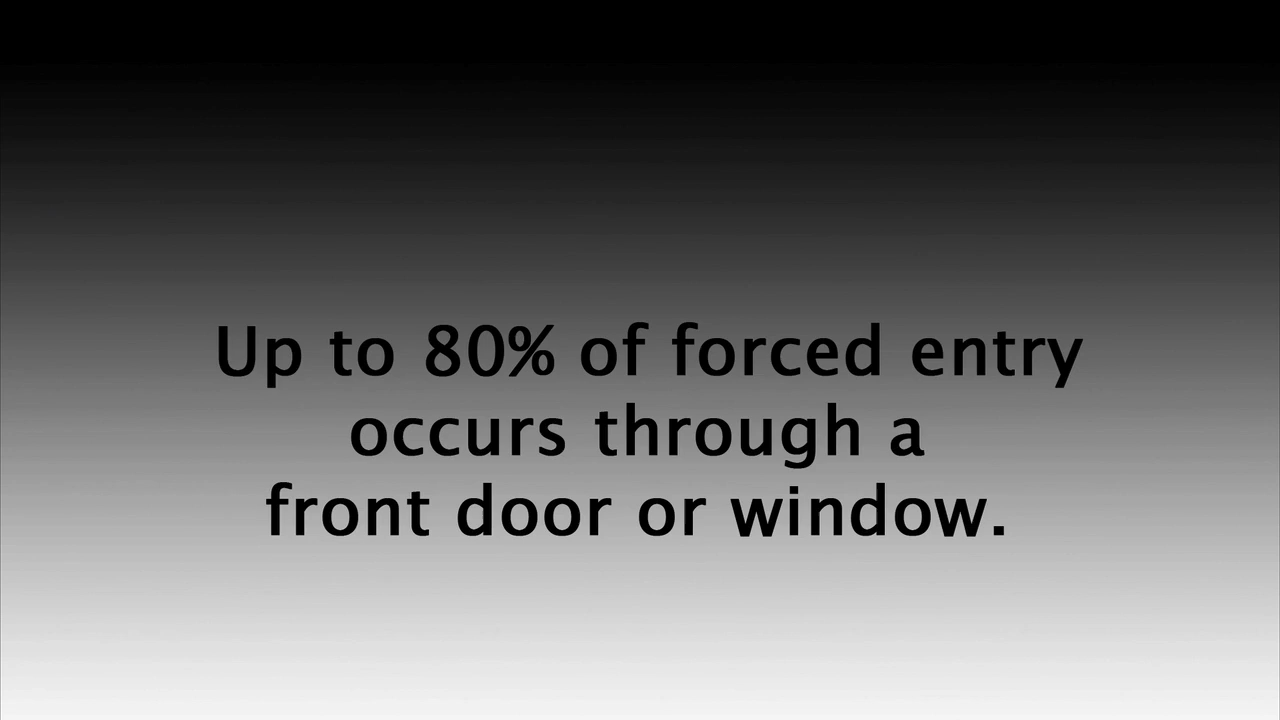 Up to 80% of forced entry
occurs through a
front door or window.